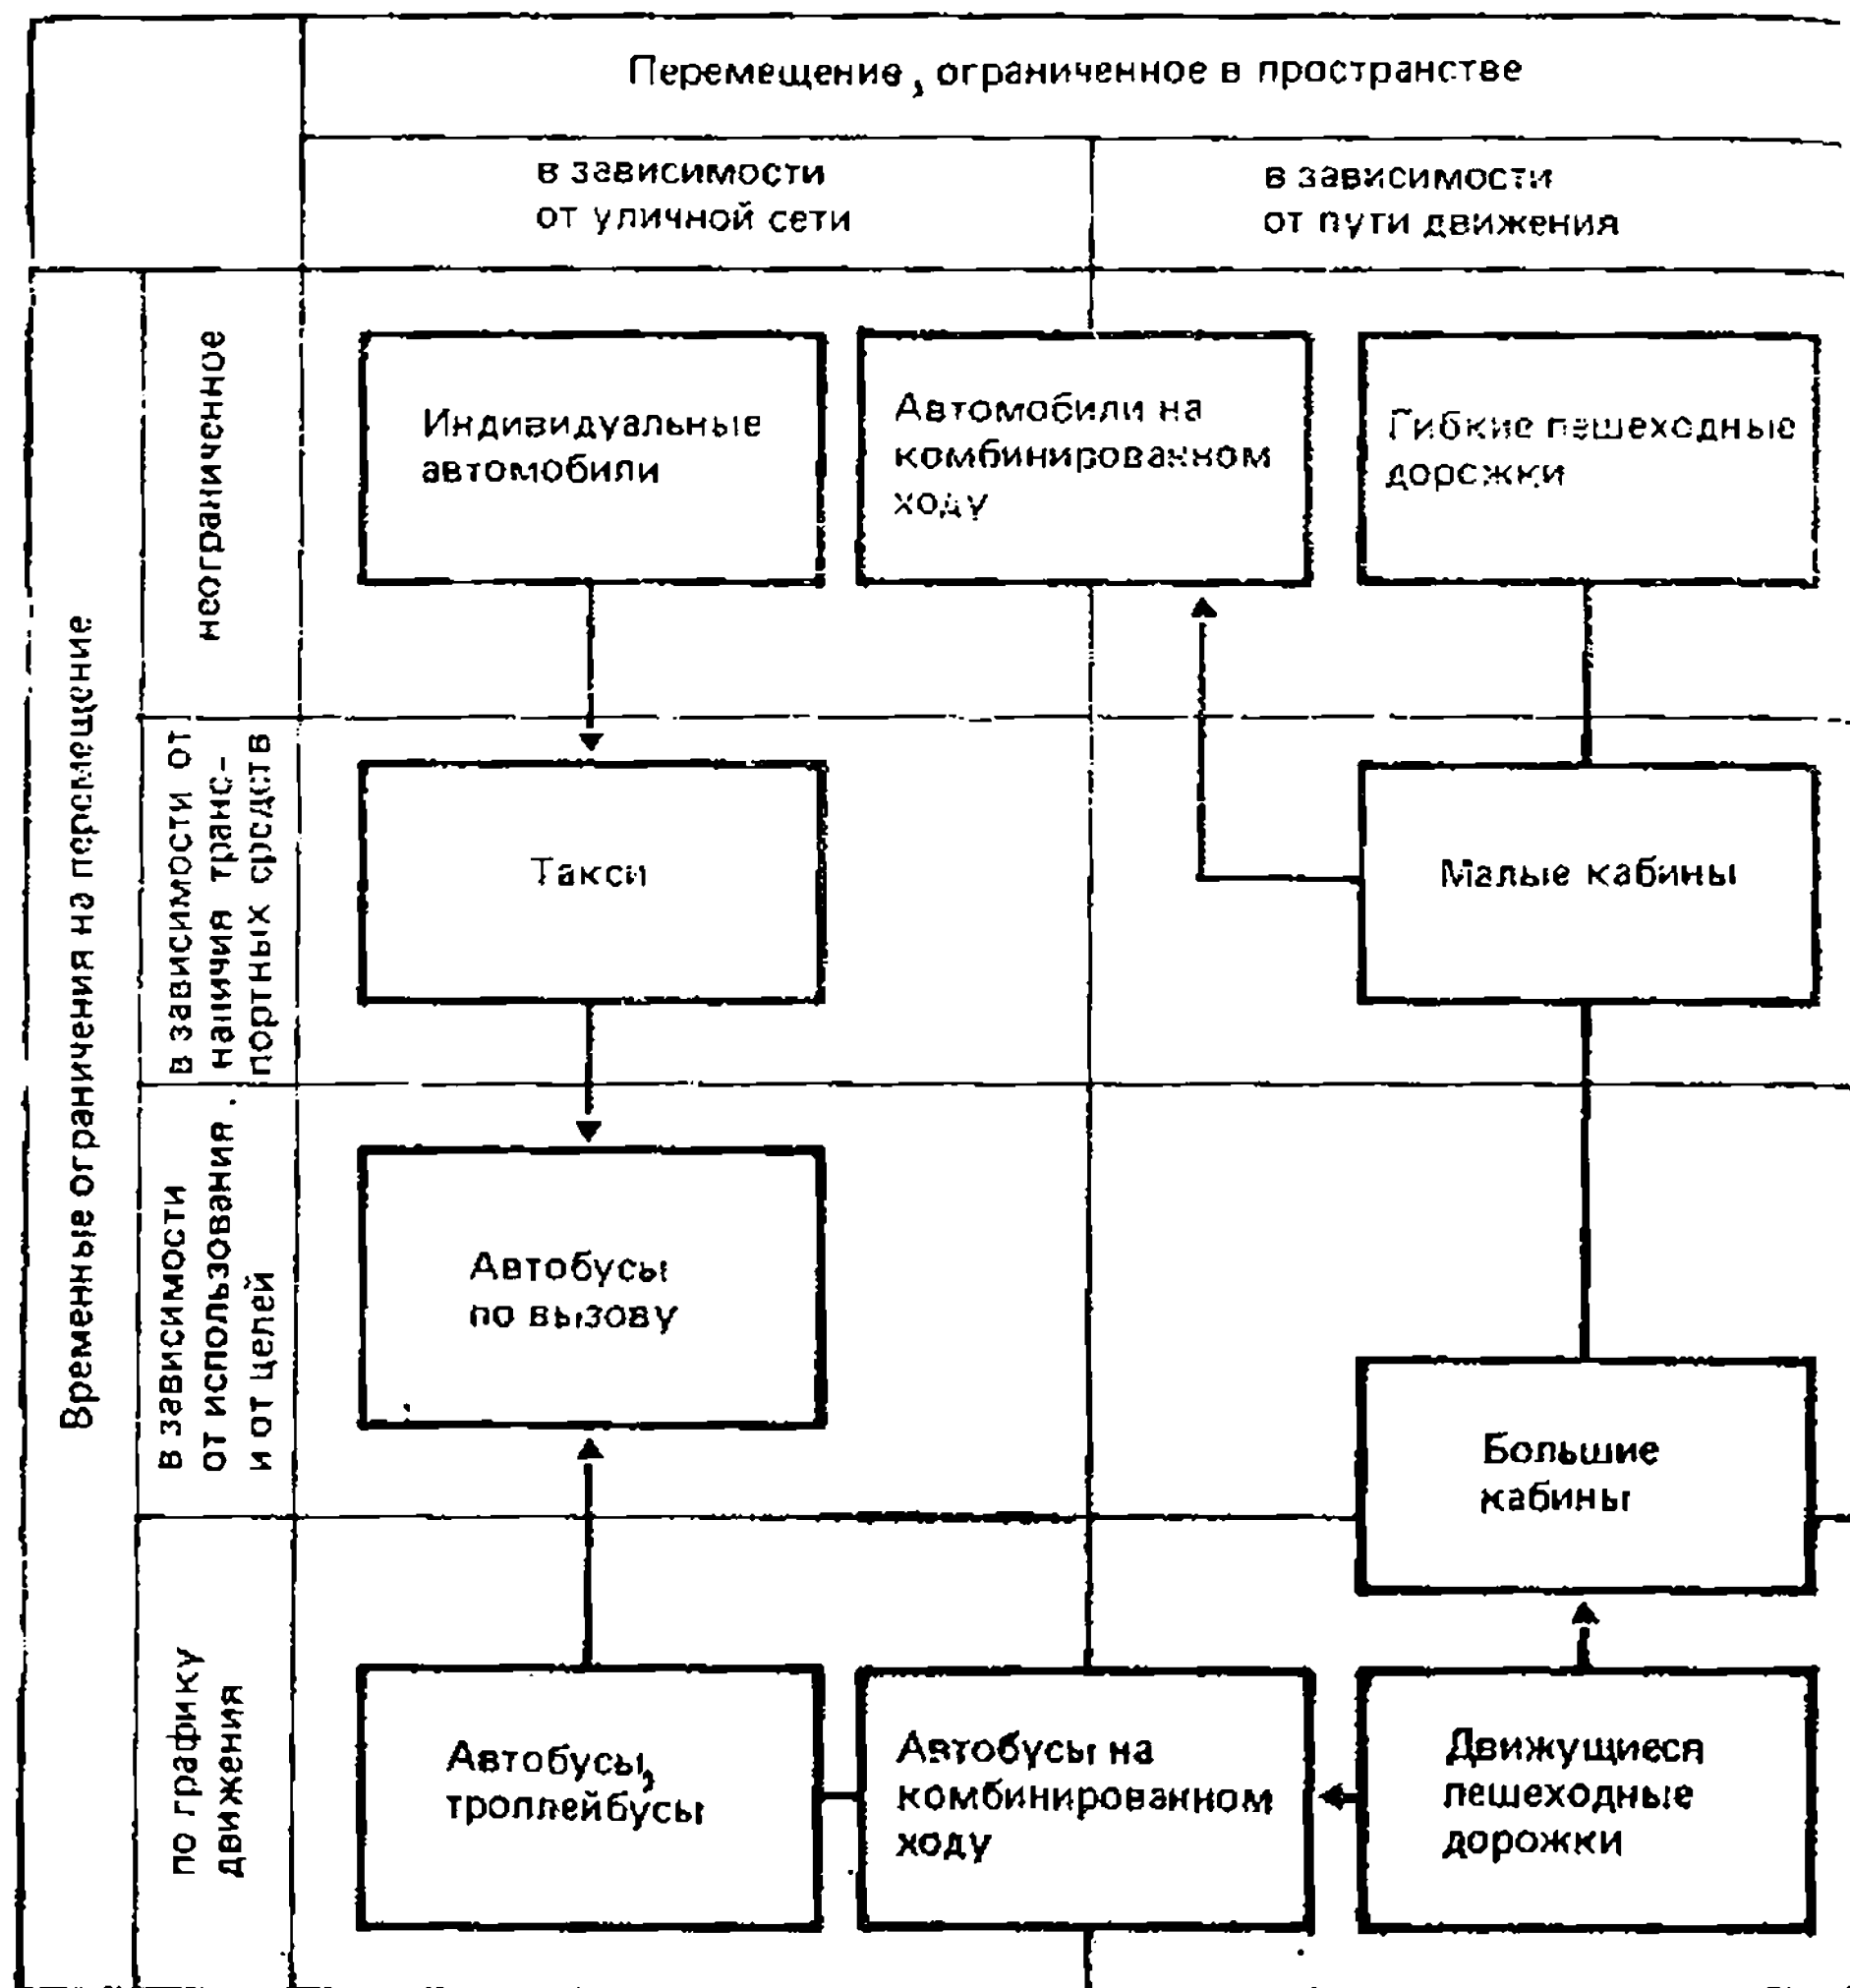 Перемещение, ограниченное в пространстве
в зависимости
от уличной сети
в зависимости
от пути движения
Временные ограничения на перемещение
неограниченное
Индивидуальные
автомобили
Автомобили на
комбинированном
ходу
Гибкие пешеходные
дорожки
в зависимости от
наличия транс-
портных средств
Такси
Малые кабины
в зависимости
от использования
и от целей
Автобусы
по вызову
Большие
кабины
по графику
движения
Автобусы,
троллейбусы
Автобусы на
комбинированном
ходу
Движущиеся
пешеходные
дорожки